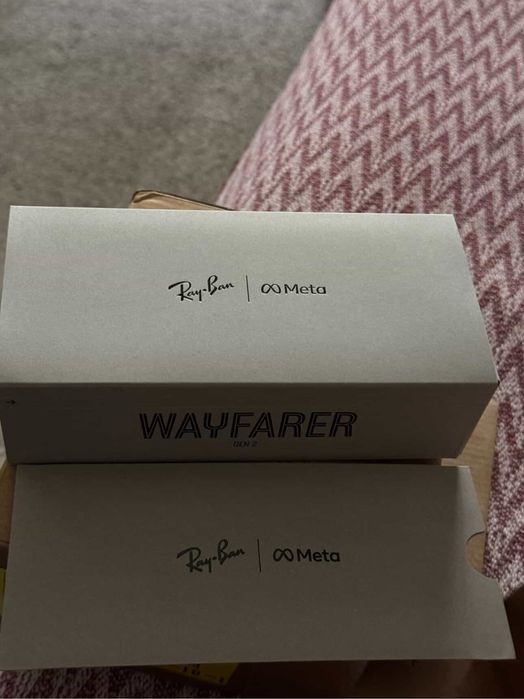 Ray-Ban | ∞ Meta
WAYFARER
GEN 2
Ray-Ban | ∞ Meta